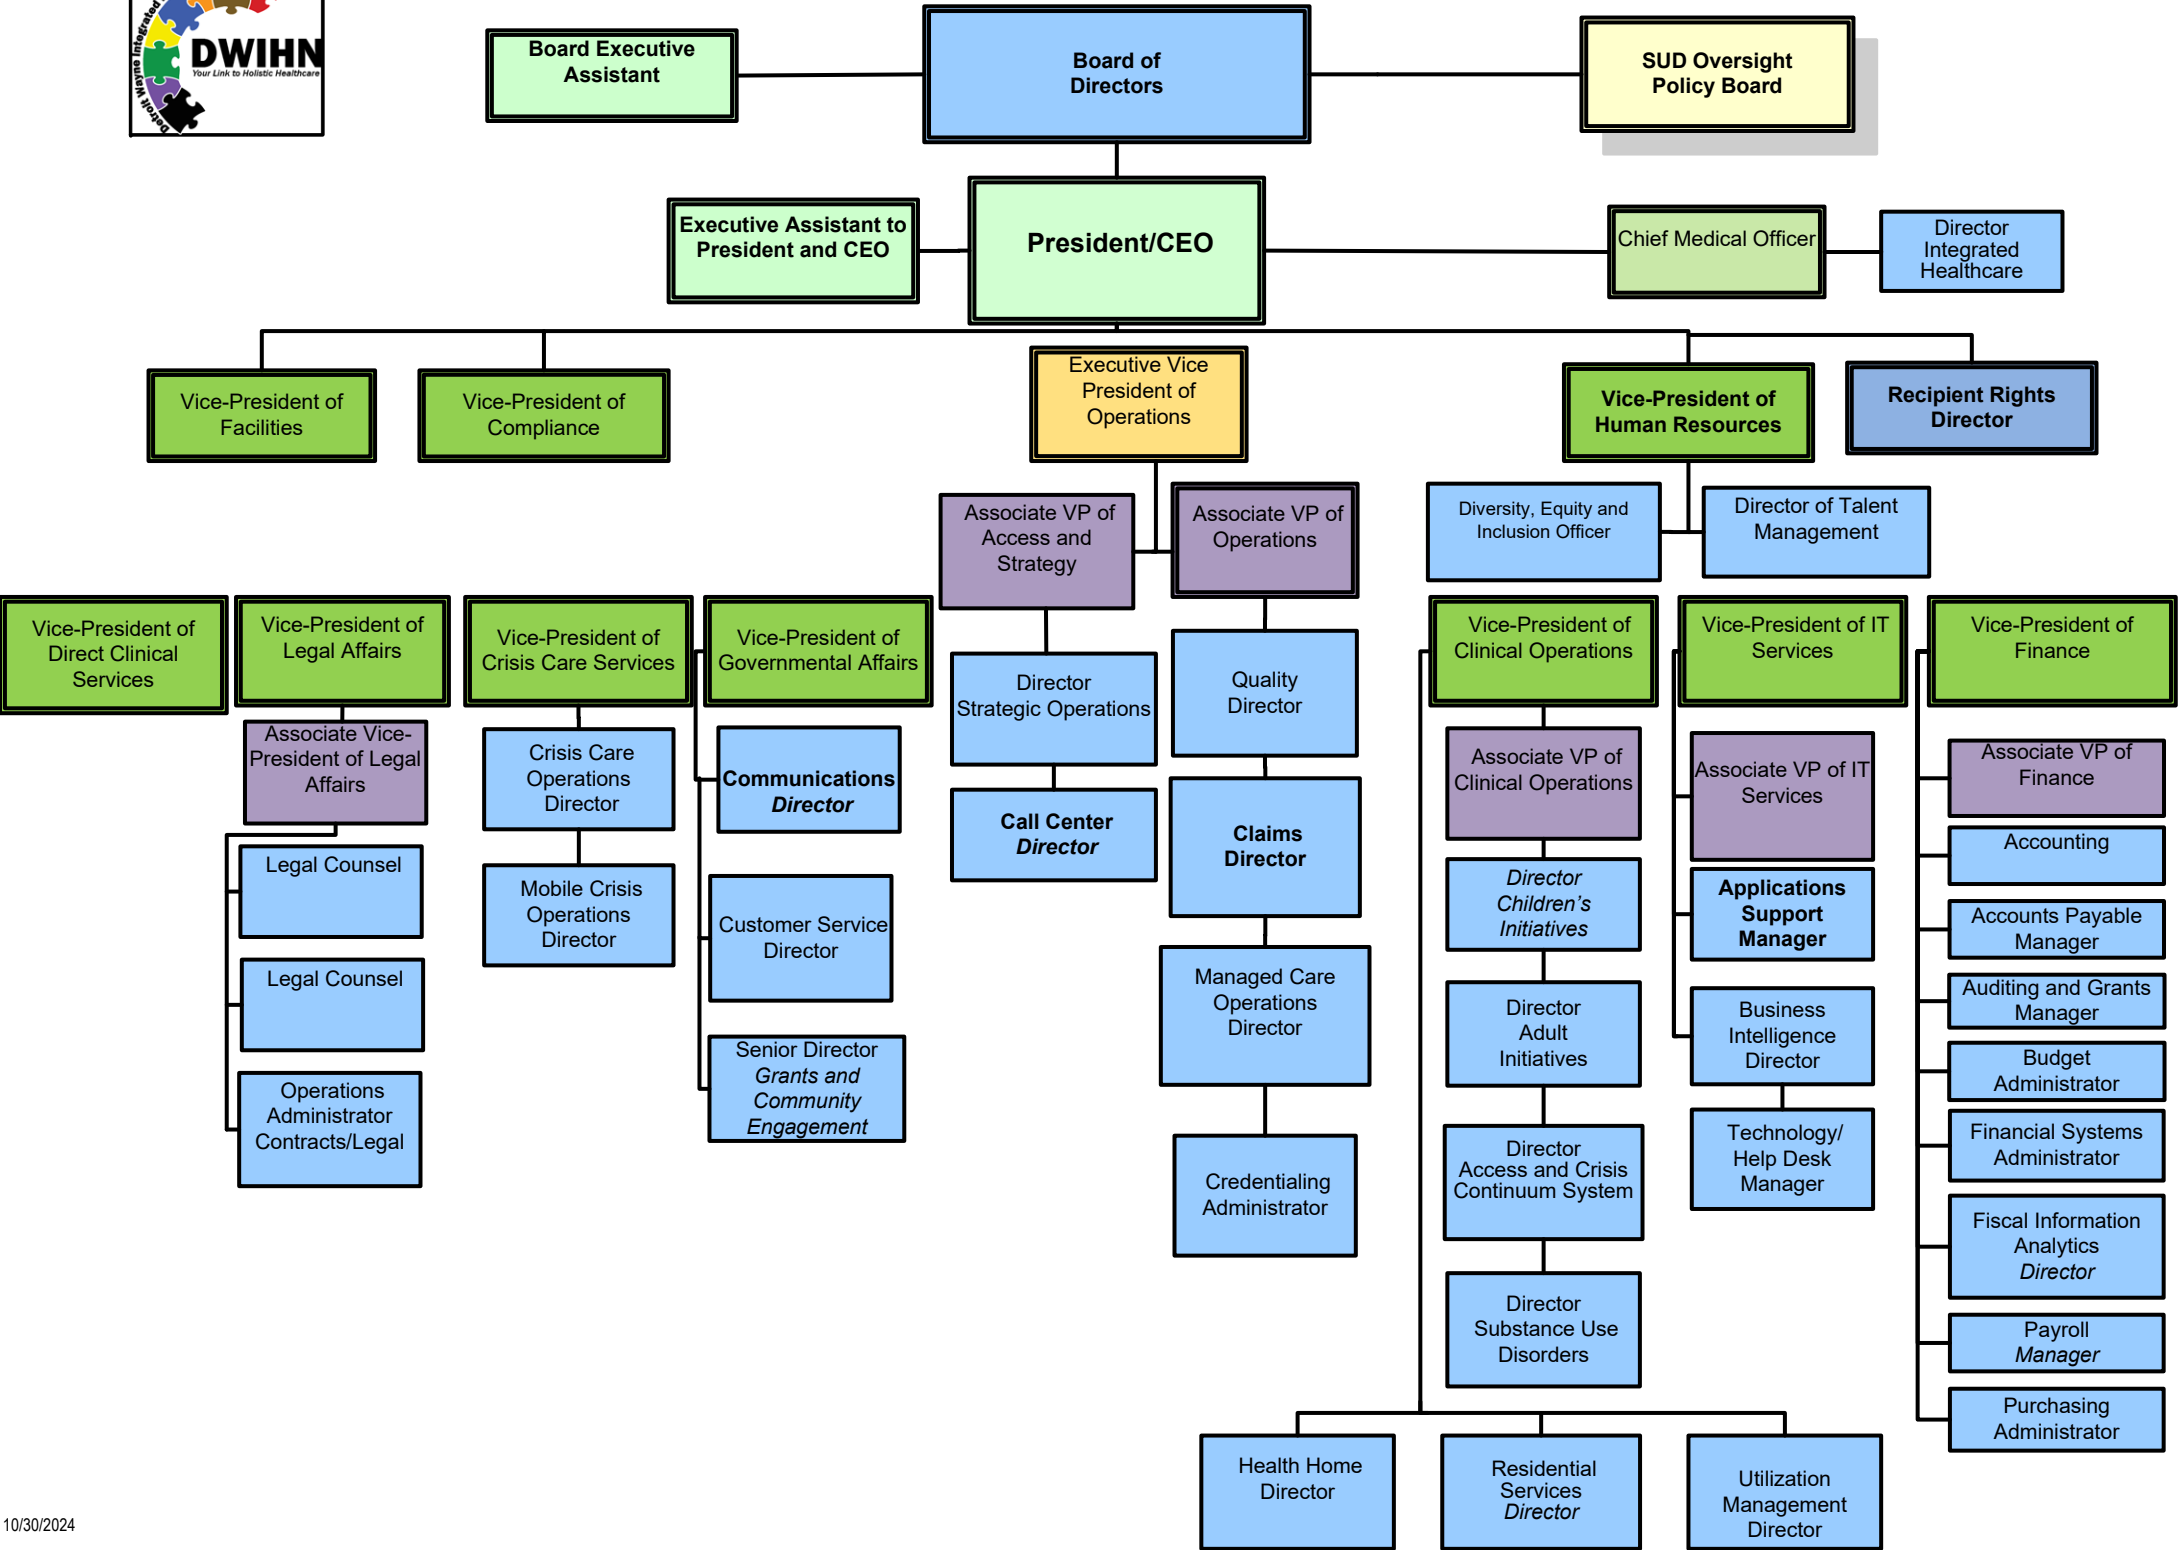 Detroit Wayne Integrated
DWIHN
Your Link to Holistic Healthcare
Board Executive
Assistant
Board of
Directors
SUD Oversight
Policy Board
Executive Assistant to
President and CEO
President/CEO
Chief Medical Officer
Director
Integrated
Healthcare
Vice-President of
Facilities
Vice-President of
Compliance
Executive Vice
President of
Operations
Vice-President of
Human Resources
Recipient Rights
Director
Associate VP of
Access and
Strategy
Associate VP of
Operations
Diversity, Equity and
Inclusion Officer
Director of Talent
Management
Vice-President of
Direct Clinical
Services
Vice-President of
Legal Affairs
Vice-President of
Crisis Care Services
Vice-President of
Governmental Affairs
Vice-President of
Clinical Operations
Vice-President of IT
Services
Vice-President of
Finance
Associate Vice-
President of Legal
Affairs
Legal Counsel
Legal Counsel
Operations
Administrator
Contracts/Legal
Crisis Care
Operations
Director
Mobile Crisis
Operations
Director
Communications
Director
Customer Service
Director
Senior Director
Grants and
Community
Engagement
Director
Strategic Operations
Call Center
Director
Quality
Director
Claims
Director
Managed Care
Operations
Director
Credentialing
Administrator
Associate VP of
Clinical Operations
Director
Children's
Initiatives
Director
Adult
Initiatives
Director
Access and Crisis
Continuum System
Director
Substance Use
Disorders
Associate VP of IT
Services
Applications
Support
Manager
Business
Intelligence
Director
Technology/
Help Desk
Manager
Associate VP of
Finance
Accounting
Accounts Payable
Manager
Auditing and Grants
Manager
Budget
Administrator
Financial Systems
Administrator
Fiscal Information
Analytics
Director
Payroll
Manager
Purchasing
Administrator
Health Home
Director
Residential
Services
Director
Utilization
Management
Director
10/30/2024